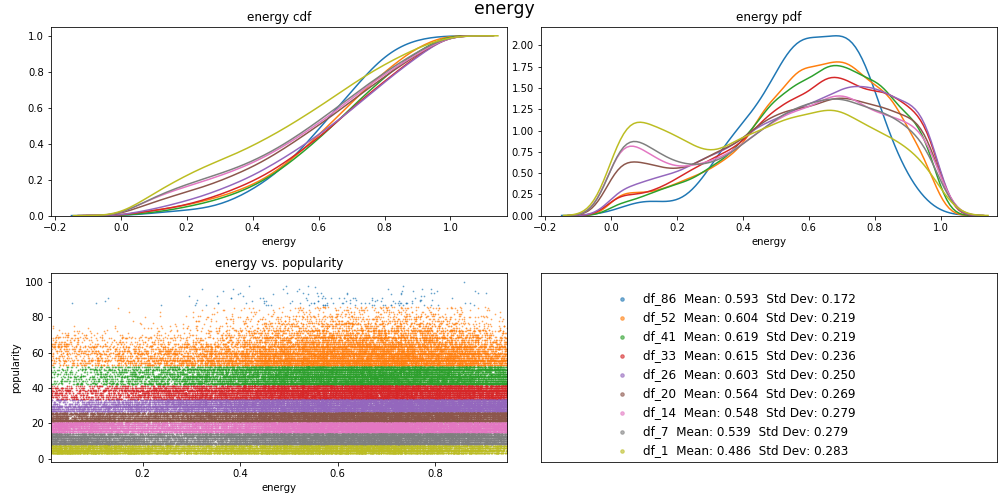 energy
energy cdf
1.0
0.8
0.6
0.4
0.2
0.0
−0.2 0.0 0.2 0.4 0.6 0.8 1.0
energy
energy pdf
2.00
1.75
1.50
1.25
1.00
0.75
0.50
0.25
0.00
−0.2 0.0 0.2 0.4 0.6 0.8 1.0
energy
energy vs. popularity
popularity
100
80
60
40
20
0
0.2 0.4 0.6 0.8
energy
df_86 Mean: 0.593 Std Dev: 0.172
df_52 Mean: 0.604 Std Dev: 0.219
df_41 Mean: 0.619 Std Dev: 0.219
df_33 Mean: 0.615 Std Dev: 0.236
df_26 Mean: 0.603 Std Dev: 0.250
df_20 Mean: 0.564 Std Dev: 0.269
df_14 Mean: 0.548 Std Dev: 0.279
df_7 Mean: 0.539 Std Dev: 0.279
df_1 Mean: 0.486 Std Dev: 0.283